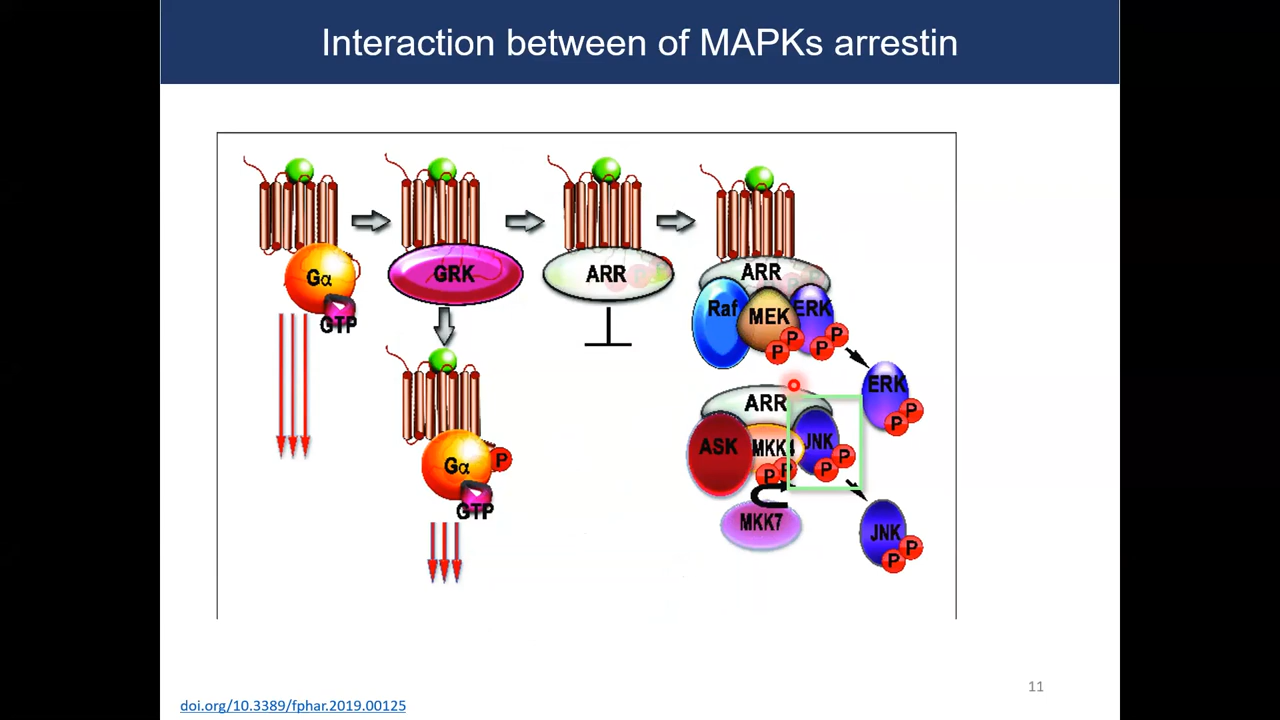 Interaction between of MAPKs arrestin
Gα
GTP
GRK
ARR
ARR
Raf
MEK
ERK
P
P
P
P
ERK
P
P
Gα
P
GTP
ARR
ASK
MKK4
JNK
P
P
P
P
MKK7
JNK
P
P
11
doi.org/10.3389/fphar.2019.00125